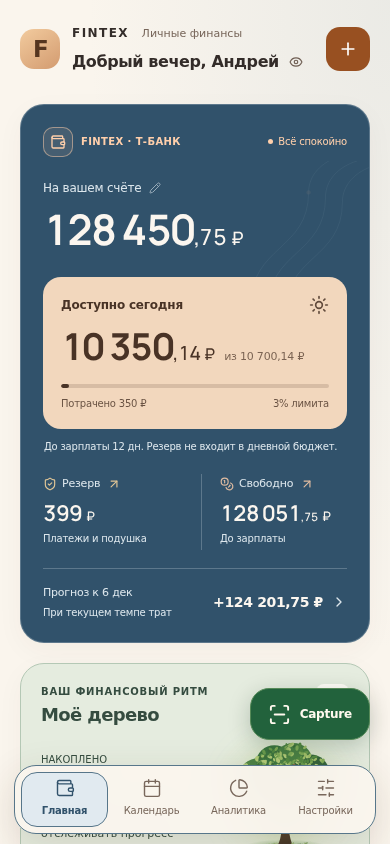 F
FINTEX Личные финансы
Добрый вечер, Андрей
FINTEX · Т-БАНК
Всё спокойно
На вашем счёте
128 450,75 ₽
Доступно сегодня
10 350,14 ₽ из 10 700,14 ₽
Потрачено 350 ₽
3% лимита
До зарплаты 12 дн. Резерв не входит в дневной бюджет.
Резерв
399 ₽
Платежи и подушка
Свободно
128 051,75 ₽
До зарплаты
Прогноз к 6 дек
При текущем темпе трат
+124 201,75 ₽
ВАШ ФИНАНСОВЫЙ РИТМ
Моё дерево
Capture
НАКОПЛЕНО
отслеживать прогресс
Главная
Календарь
Аналитика
Настройки